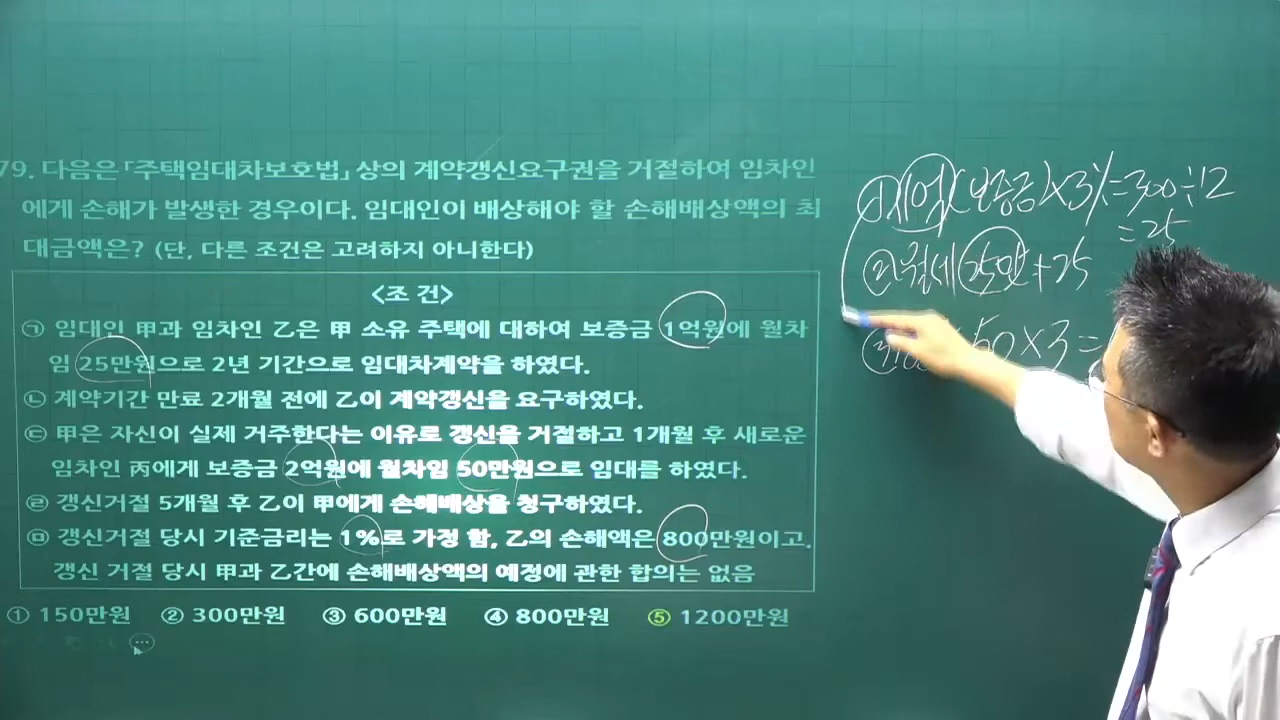 79. 다음은「주택임대차보호법」상의 계약갱신요구권을 거절하여 임차인
에게 손해가 발생한 경우이다. 임대인이 배상해야 할 손해배상액의 최
대금액은? (단, 다른 조건은 고려하지 아니한다)
<조 건>
㉠ 임대인 甲과 임차인 乙은 甲 소유 주택에 대하여 보증금 1억원에 월차
임 25만원으로 2년 기간으로 임대차계약을 하였다.
㉡ 계약기간 만료 2개월 전에 乙이 계약갱신을 요구하였다.
㉢ 甲은 자신이 실제 거주한다는 이유로 갱신을 거절하고 1개월 후 새로운
임차인 丙에게 보증금 2억원에 월차임 50만원으로 임대를 하였다.
㉣ 갱신거절 5개월 후 乙이 甲에게 손해배상을 청구하였다.
㉤ 갱신거절 당시 기준금리는 1%로 가정 함, 乙의 손해액은 800만원이고,
갱신 거절 당시 甲과 乙간에 손해배상액의 예정에 관한 합의는 없음
① 150만원 ② 300만원 ③ 600만원 ④ 800만원 ⑤ 1200만원
① 1억(보증금)×3%=300÷12
=25
② 월세 25만+25
③ 50×3=